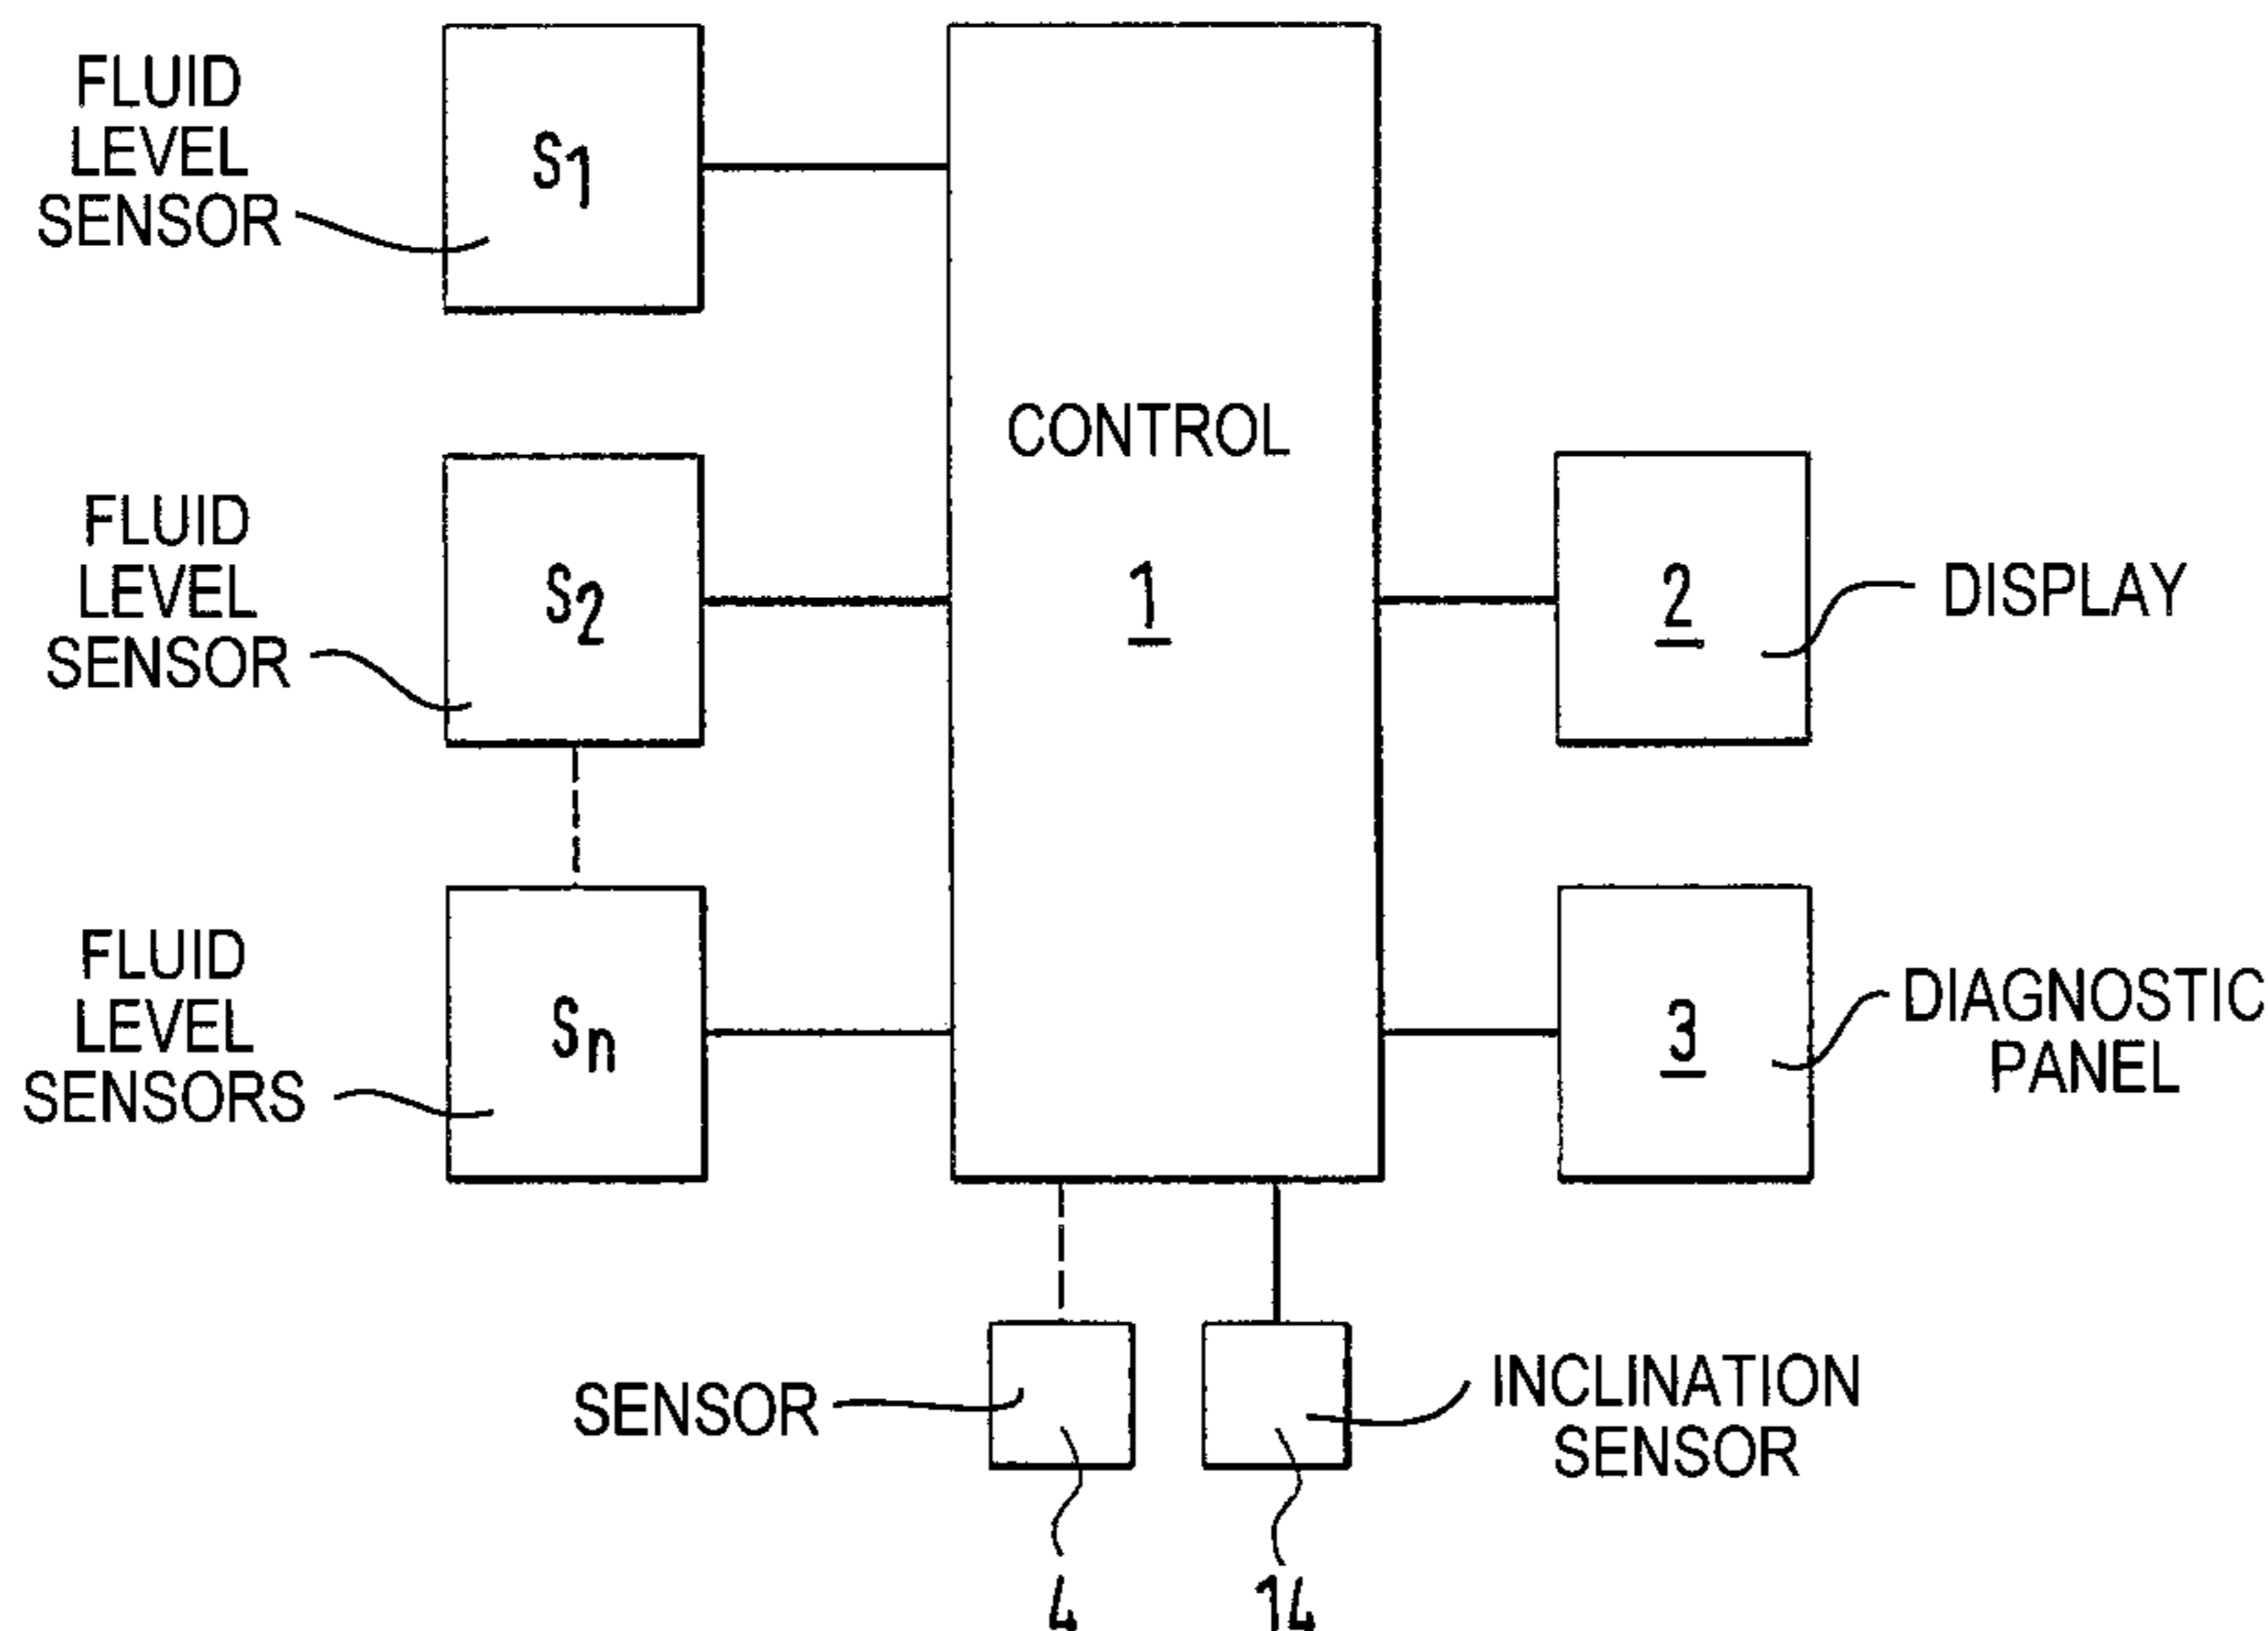 FLUID
LEVEL
SENSOR
S1
CONTROL
1
FLUID
LEVEL
SENSOR
S2
2
DISPLAY
FLUID
LEVEL
SENSORS
Sn
3
DIAGNOSTIC
PANEL
SENSOR
INCLINATION
SENSOR
4
14